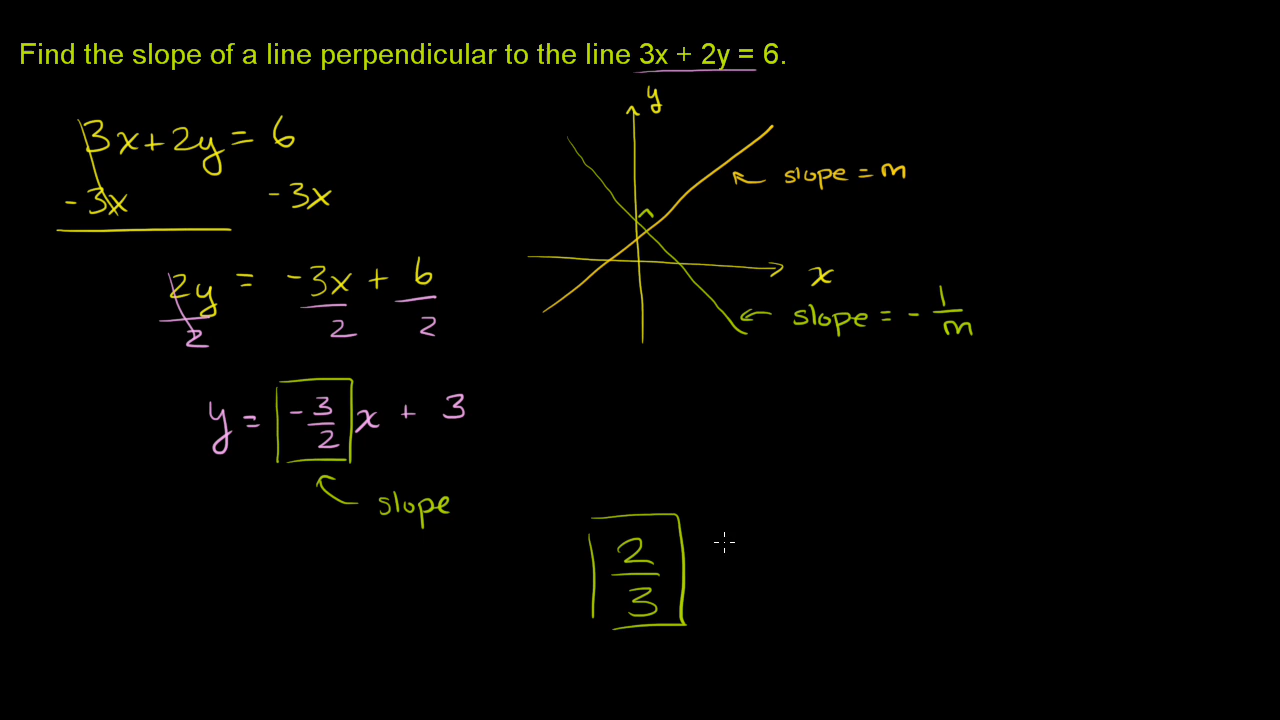 Find the slope of a line perpendicular to the line 3x + 2y = 6.
3x + 2y = 6
-3x -3x
2y = -3x + 6
2 2 2
y = -3/2 x + 3
slope
y
slope = m
x
slope = - 1/m
2/3